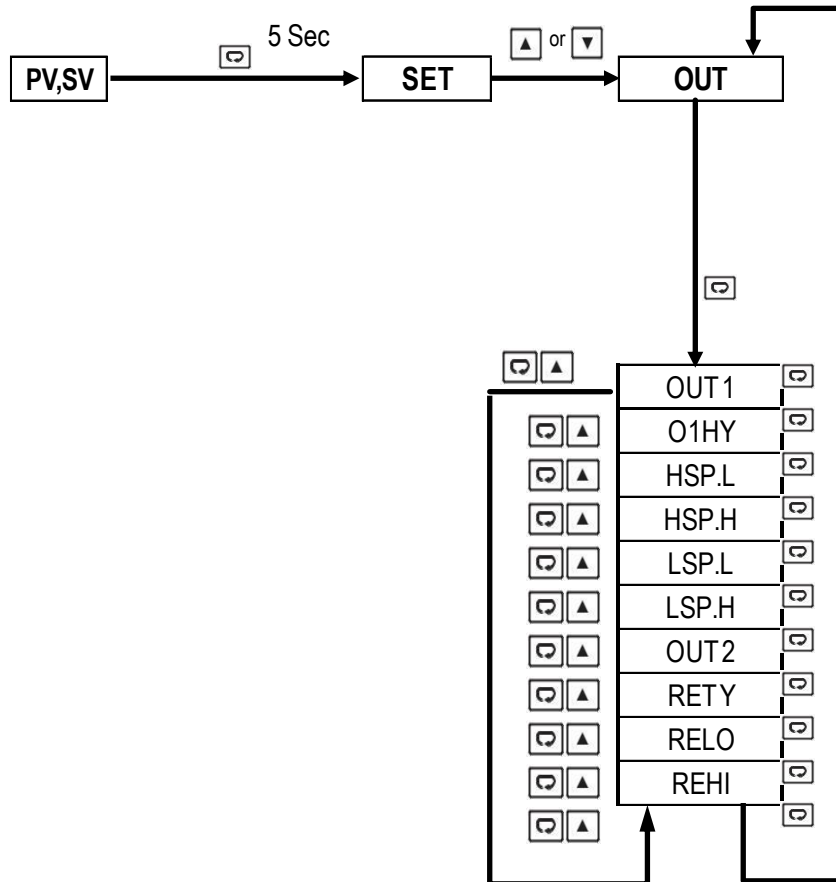 5 Sec
or
PV,SV
SET
OUT
OUT1
O1HY
HSP.L
HSP.H
LSP.L
LSP.H
OUT2
RETY
RELO
REHI